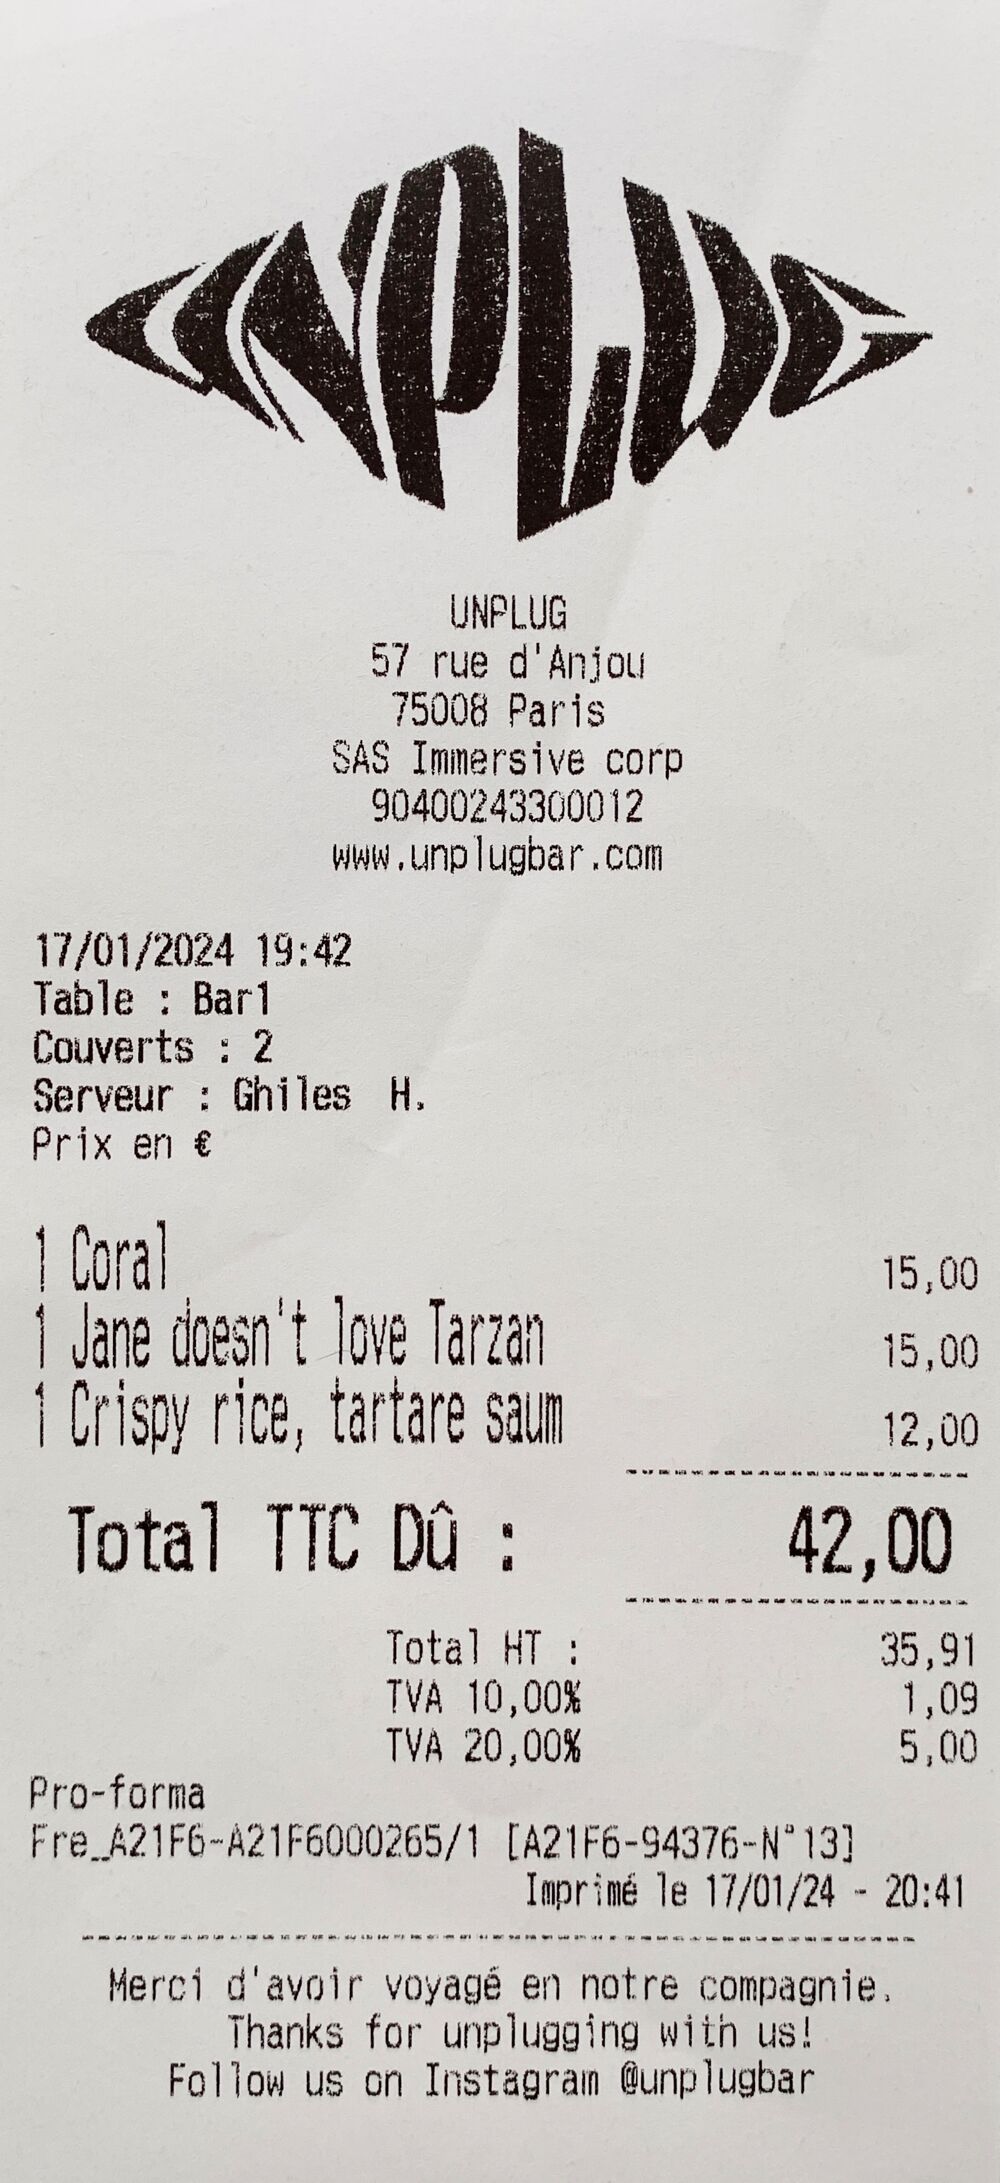 UNPLUG
UNPLUG
57 rue d'Anjou
75008 Paris
SAS Immersive corp
90400243300012
www.unplugbar.com
17/01/2024 19:42
Table : Bar1
Couverts : 2
Serveur : Ghiles H.
Prix en €
1 Coral 15,00
1 Jane doesn't love Tarzan 15,00
1 Crispy rice, tartare saum 12,00
Total TTC Dû : 42,00
Total HT : 35,91
TVA 10,00% 1,09
TVA 20,00% 5,00
Pro-forma
Fre_A21F6-A21F6000265/1 [A21F6-94376-N°13]
Imprimé le 17/01/24 - 20:41
Merci d'avoir voyagé en notre compagnie.
Thanks for unplugging with us!
Follow us on Instagram @unplugbar